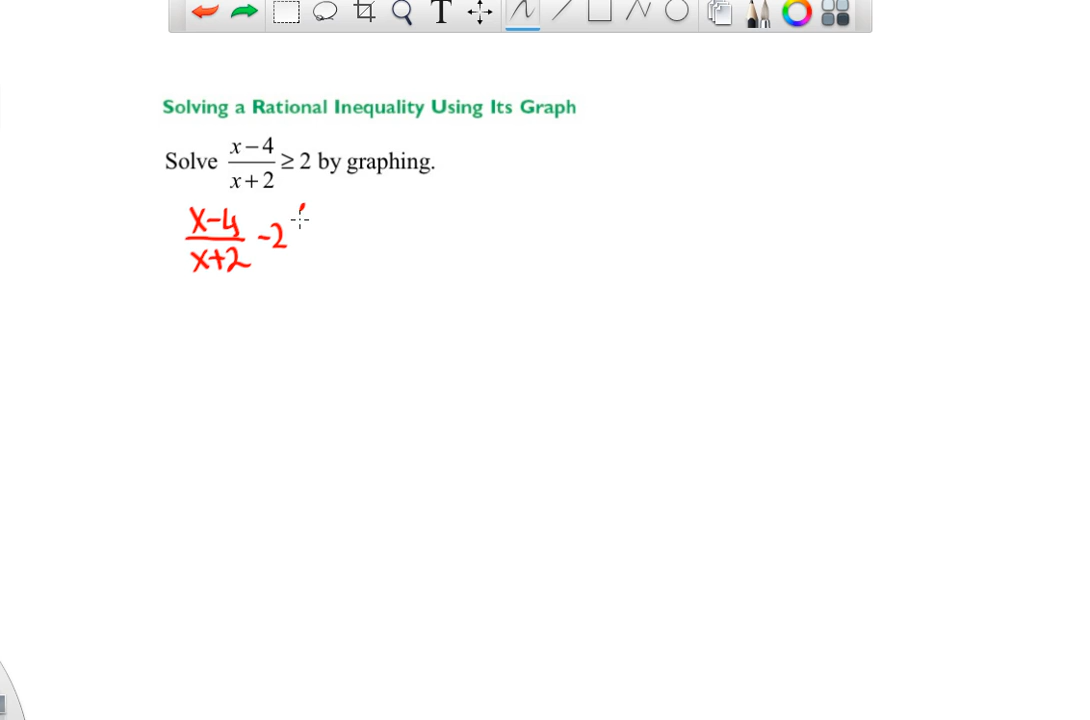 Solving a Rational Inequality Using Its Graph
Solve (x-4)/(x+2) ≥ 2 by graphing.
(x-4)/(x+2) -2